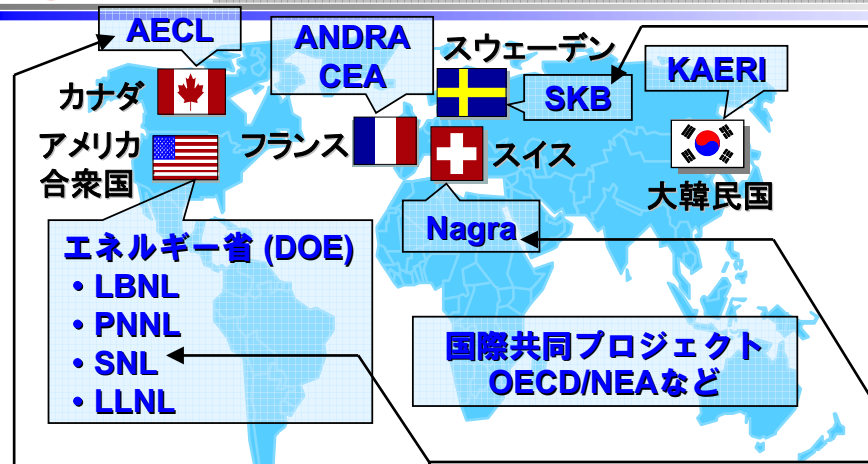 AECL
ANDRA
CEA
スウェーデン
SKB
KAERI
カナダ
アメリカ
合衆国
フランス
スイス
大韓民国
Nagra
エネルギー省 (DOE)
・LBNL
・PNNL
・SNL
・LLNL
国際共同プロジェクト
OECD/NEAなど